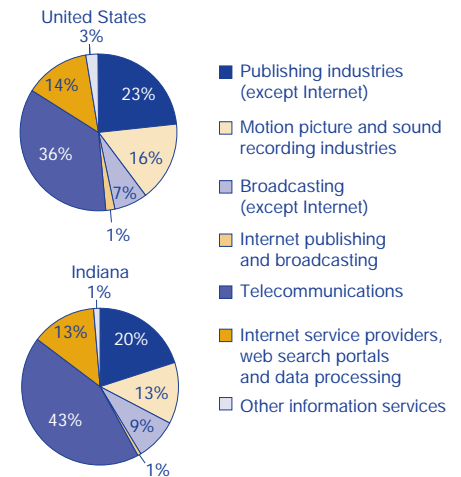 United States
3%
14%
23%
36%
16%
7%
1%
Indiana
1%
13%
20%
13%
43%
9%
1%
Publishing industries
(except Internet)
Motion picture and sound
recording industries
Broadcasting
(except Internet)
Internet publishing
and broadcasting
Telecommunications
Internet service providers,
web search portals
and data processing
Other information services